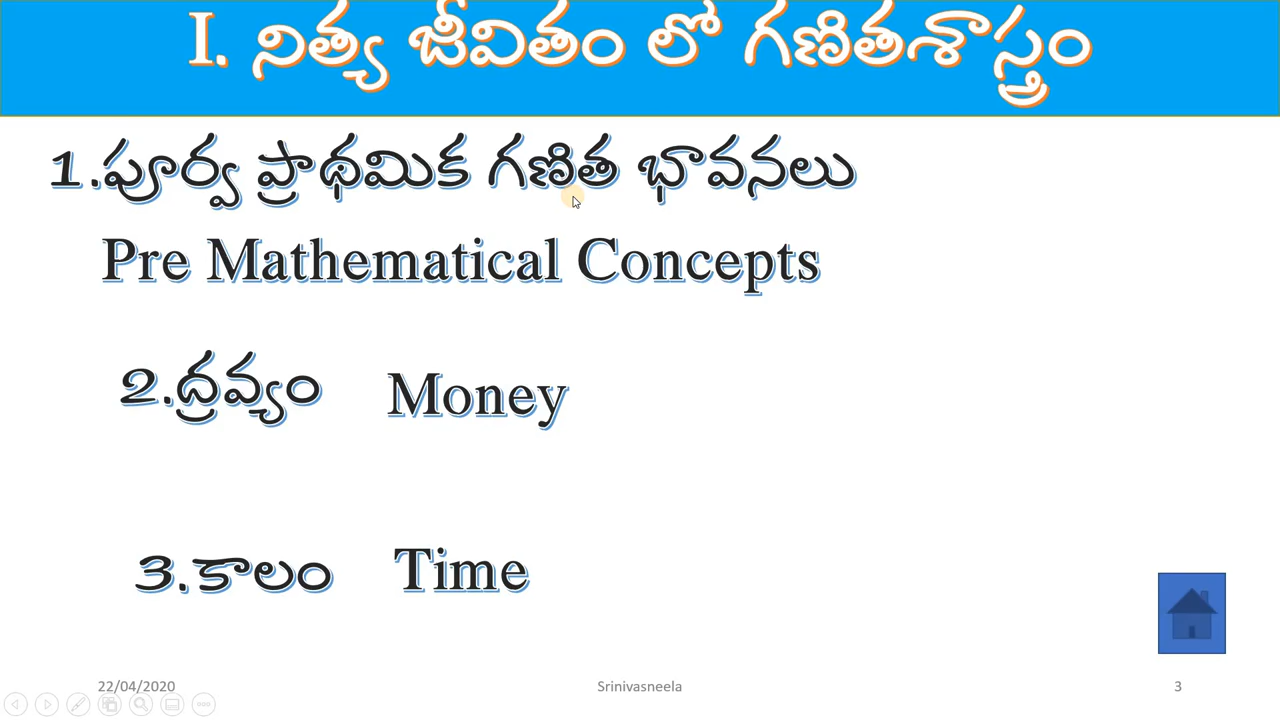 I. నిత్య జీవితం లో గణితశాస్త్రం
1.పూర్వ ప్రాథమిక గణిత భావనలు
Pre Mathematical Concepts
2.ద్రవ్యం Money
3.కాలం Time
22/04/2020 Srinivasneela 3